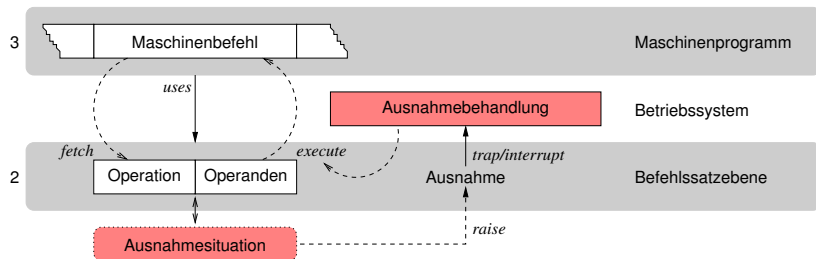 3 Maschinenbefehl Maschinenprogramm
uses
Ausnahmebehandlung Betriebssystem
fetch execute trap/interrupt
2 Operation Operanden Ausnahme Befehlssatzebene
raise
Ausnahmesituation